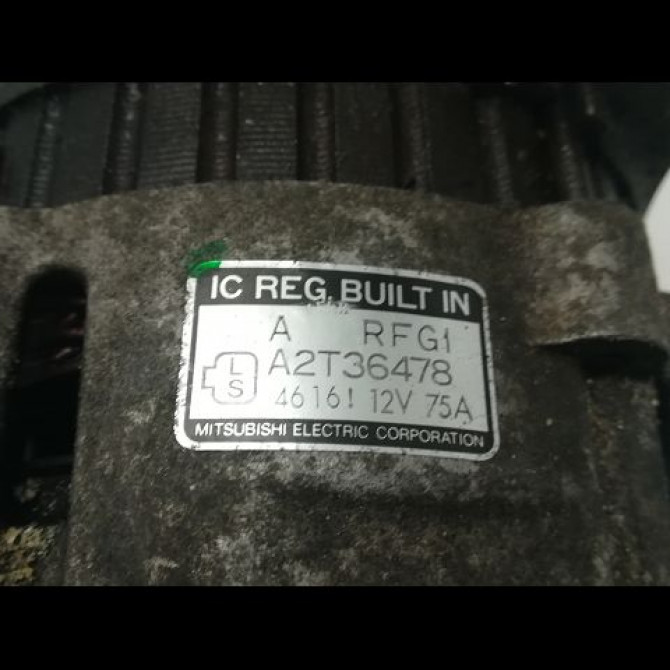 IC REG. BUILT IN
A RFG1
L A2T36478
S
4616! 12V 75A
MITSUBISHI ELECTRIC CORPORATION